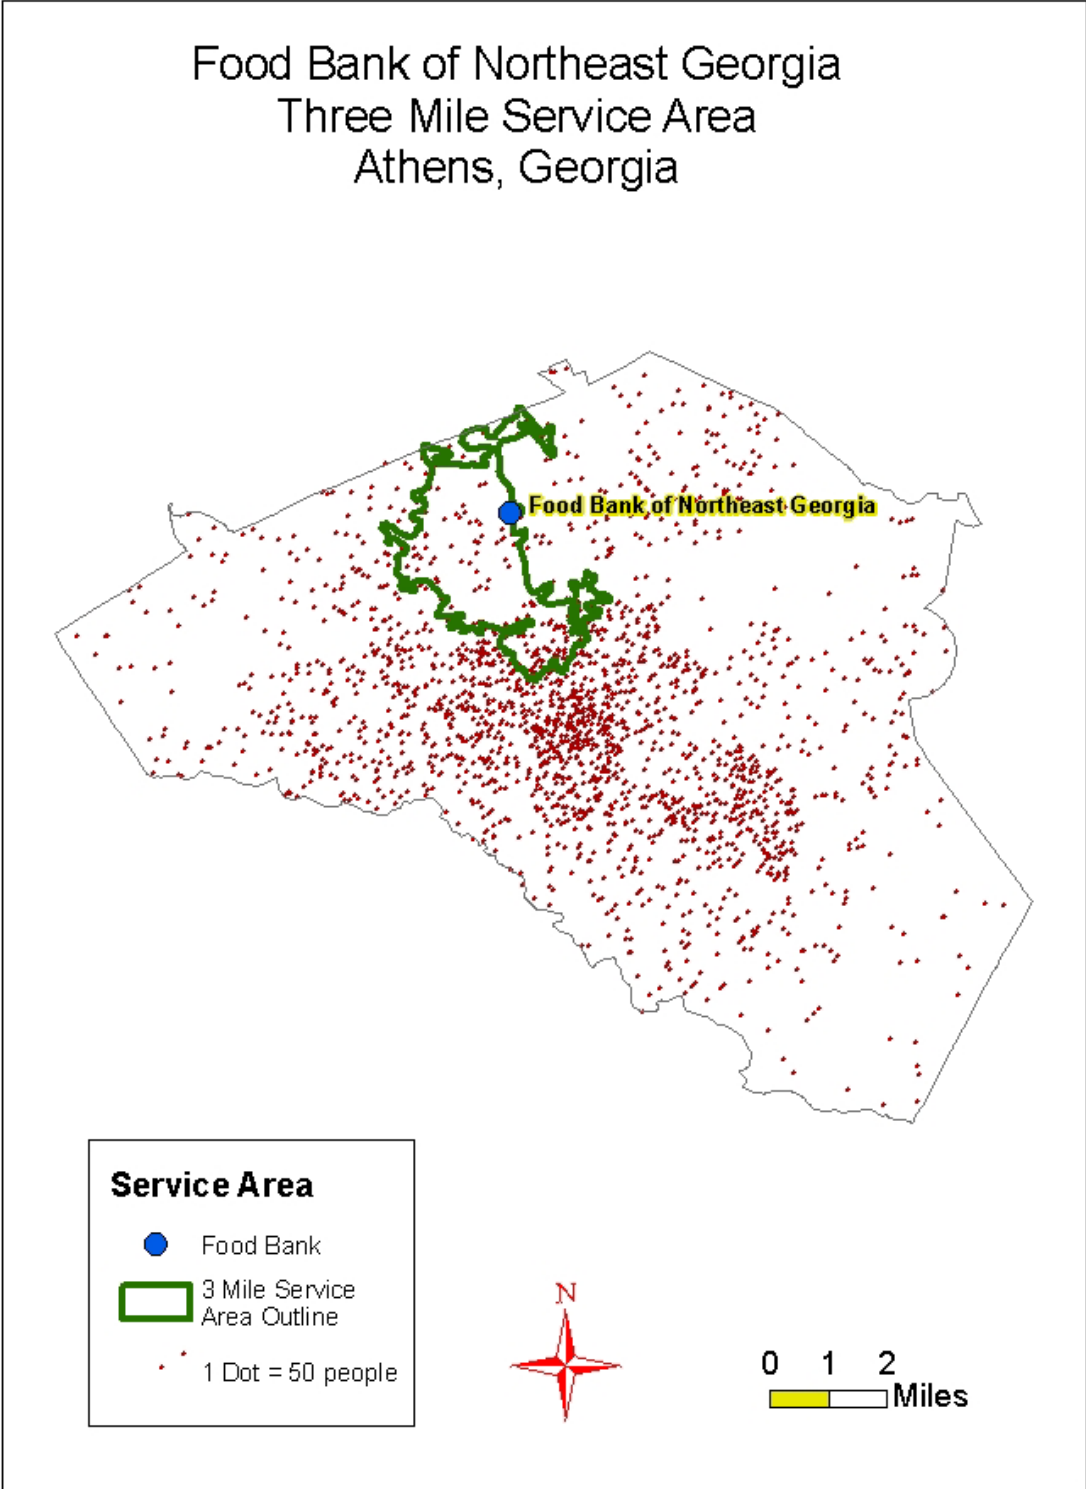 Food Bank of Northeast Georgia
Three Mile Service Area
Athens, Georgia
Food Bank of Northeast Georgia
Service Area
Food Bank
3 Mile Service
Area Outline
1 Dot = 50 people
N
0 1 2
Miles